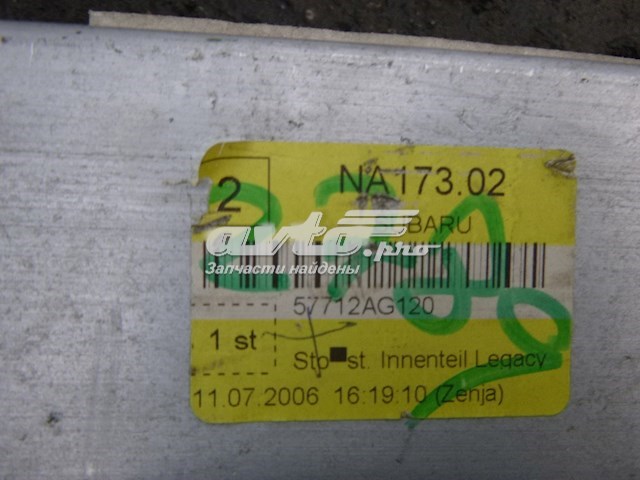 2
NA173.02
BARU
avto.pro
Запчасти найдены
57712AG120
1 st
st. Innenteil Legacy
11.07.2006 16:19:10 (Zenja)